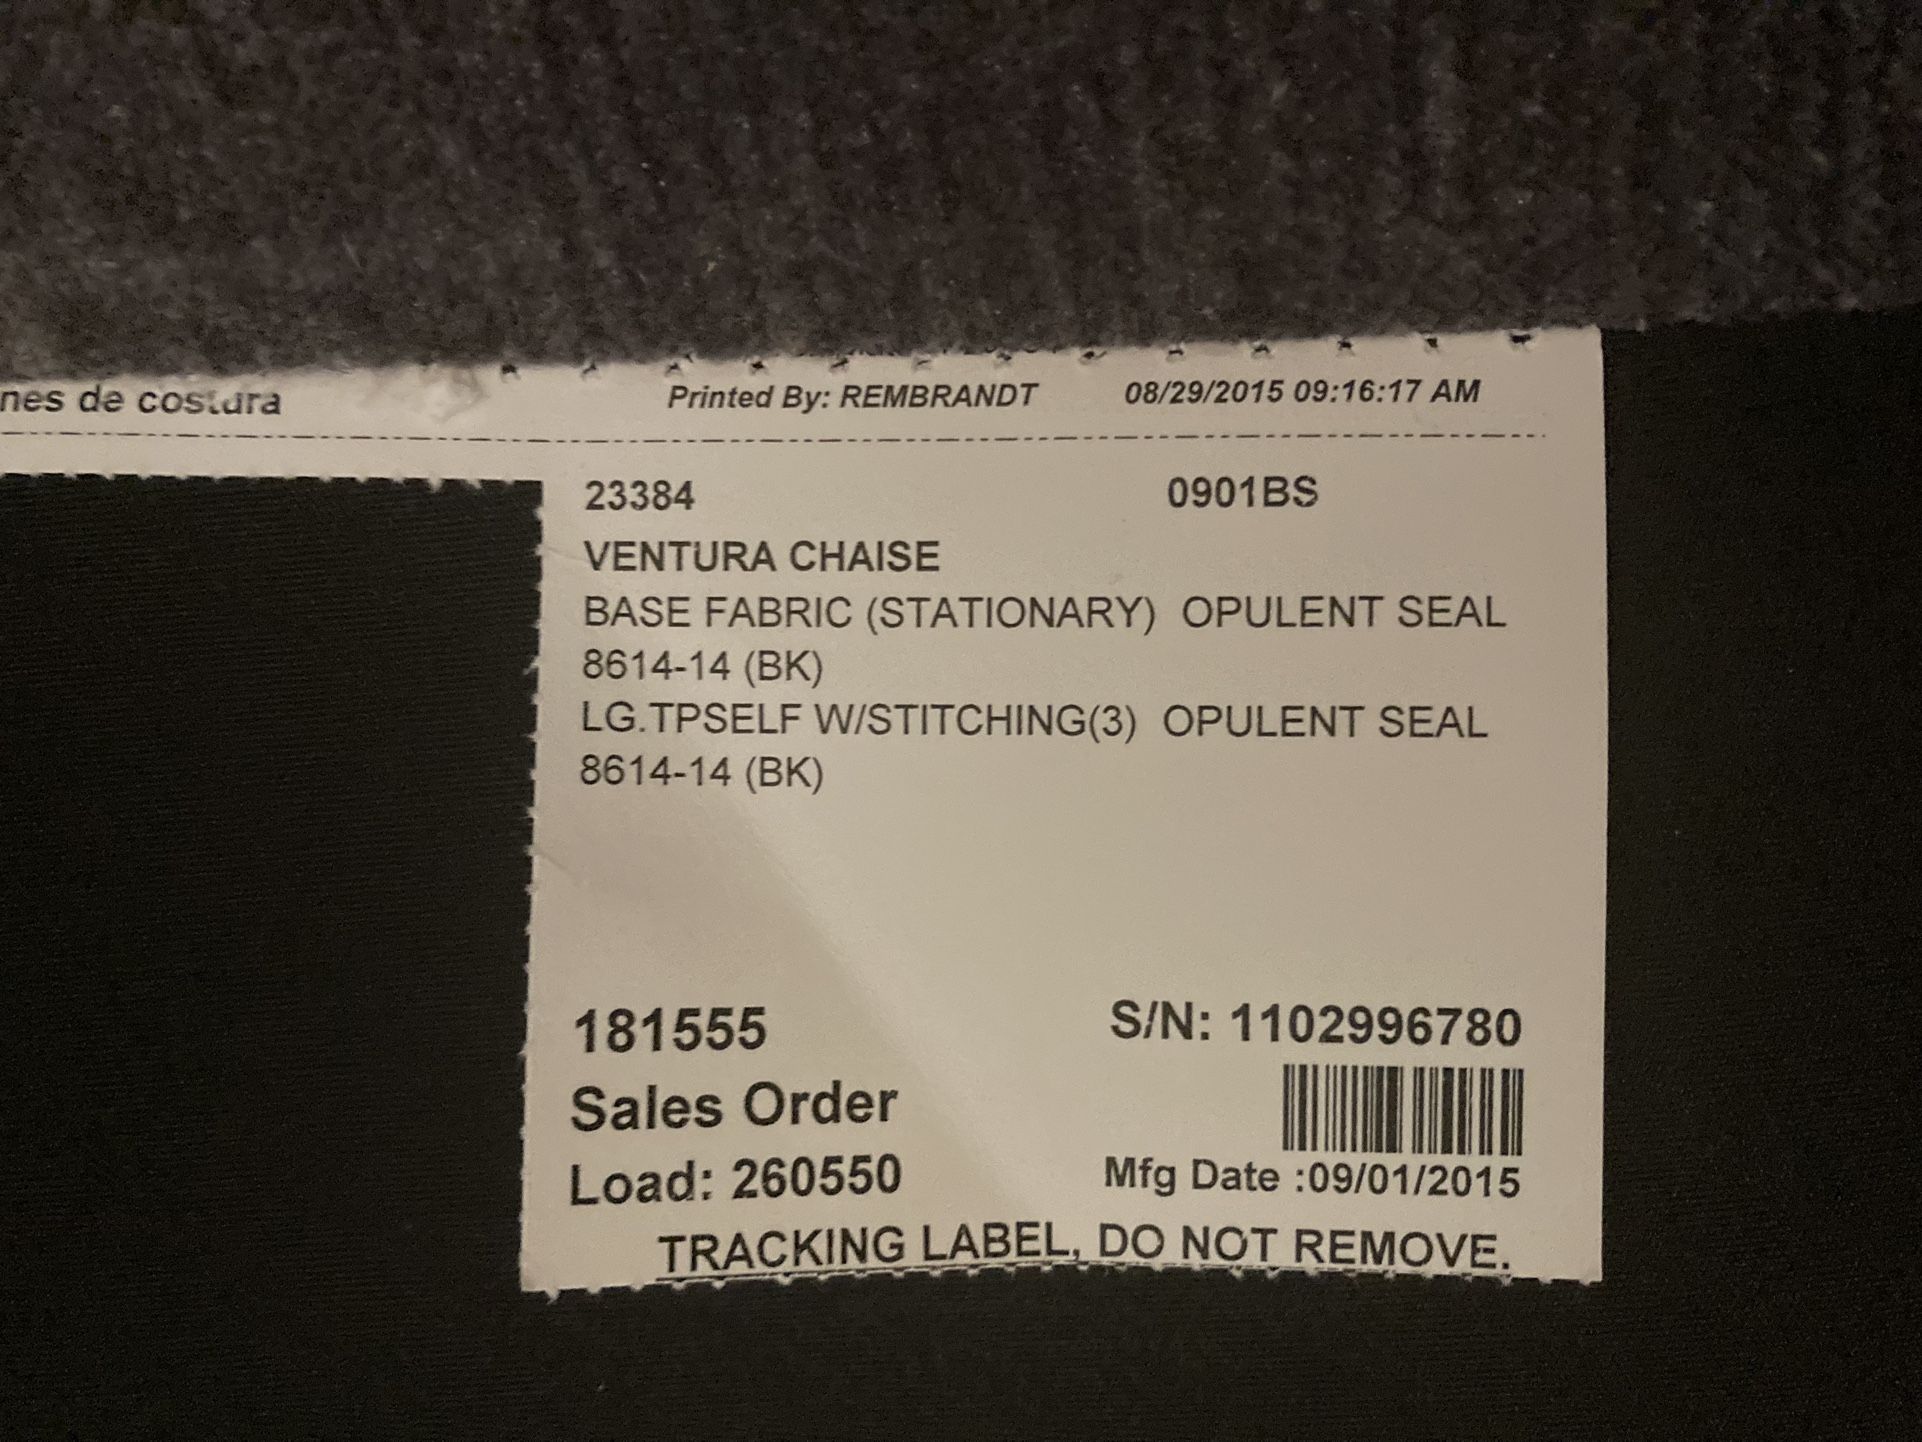 nes de costura
Printed By: REMBRANDT 08/29/2015 09:16:17 AM
23384 0901BS
VENTURA CHAISE
BASE FABRIC (STATIONARY) OPULENT SEAL
8614-14 (BK)
LG.TPSELF W/STITCHING(3) OPULENT SEAL
8614-14 (BK)
181555 S/N: 1102996780
Sales Order
Load: 260550 Mfg Date :09/01/2015
TRACKING LABEL, DO NOT REMOVE.